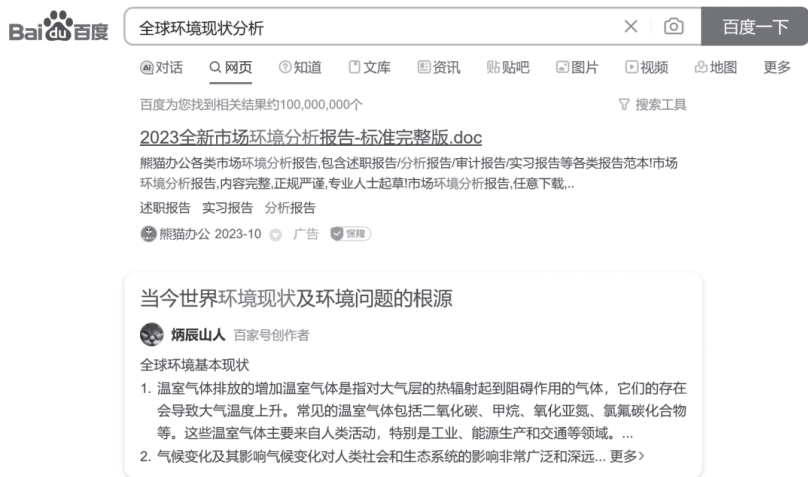 Bai du 百度
全球环境现状分析
百度一下
Ai 对话 网页 知道 文库 资讯 贴吧 图片 视频 地图 更多
百度为您找到相关结果约100,000,000个 搜索工具
2023全新市场环境分析报告-标准完整版.doc
熊猫办公各类市场环境分析报告,包含述职报告/分析报告/审计报告/实习报告等各类报告范本!市场
环境分析报告,内容完整,正规严谨,专业人士起草!市场环境分析报告,任意下载,..
述职报告 实习报告 分析报告
熊猫办公 2023-10 广告 保障
当今世界环境现状及环境问题的根源
炳辰山人 百家号创作者
全球环境基本现状
1. 温室气体排放的增加温室气体是指对大气层的热辐射起到阻碍作用的气体，它们的存在
会导致大气温度上升。常见的温室气体包括二氧化碳、甲烷、氧化亚氮、氯氟碳化合物
等。这些温室气体主要来自人类活动，特别是工业、能源生产和交通等领域。...
2. 气候变化及其影响气候变化对人类社会和生态系统的影响非常广泛和深远... 更多>